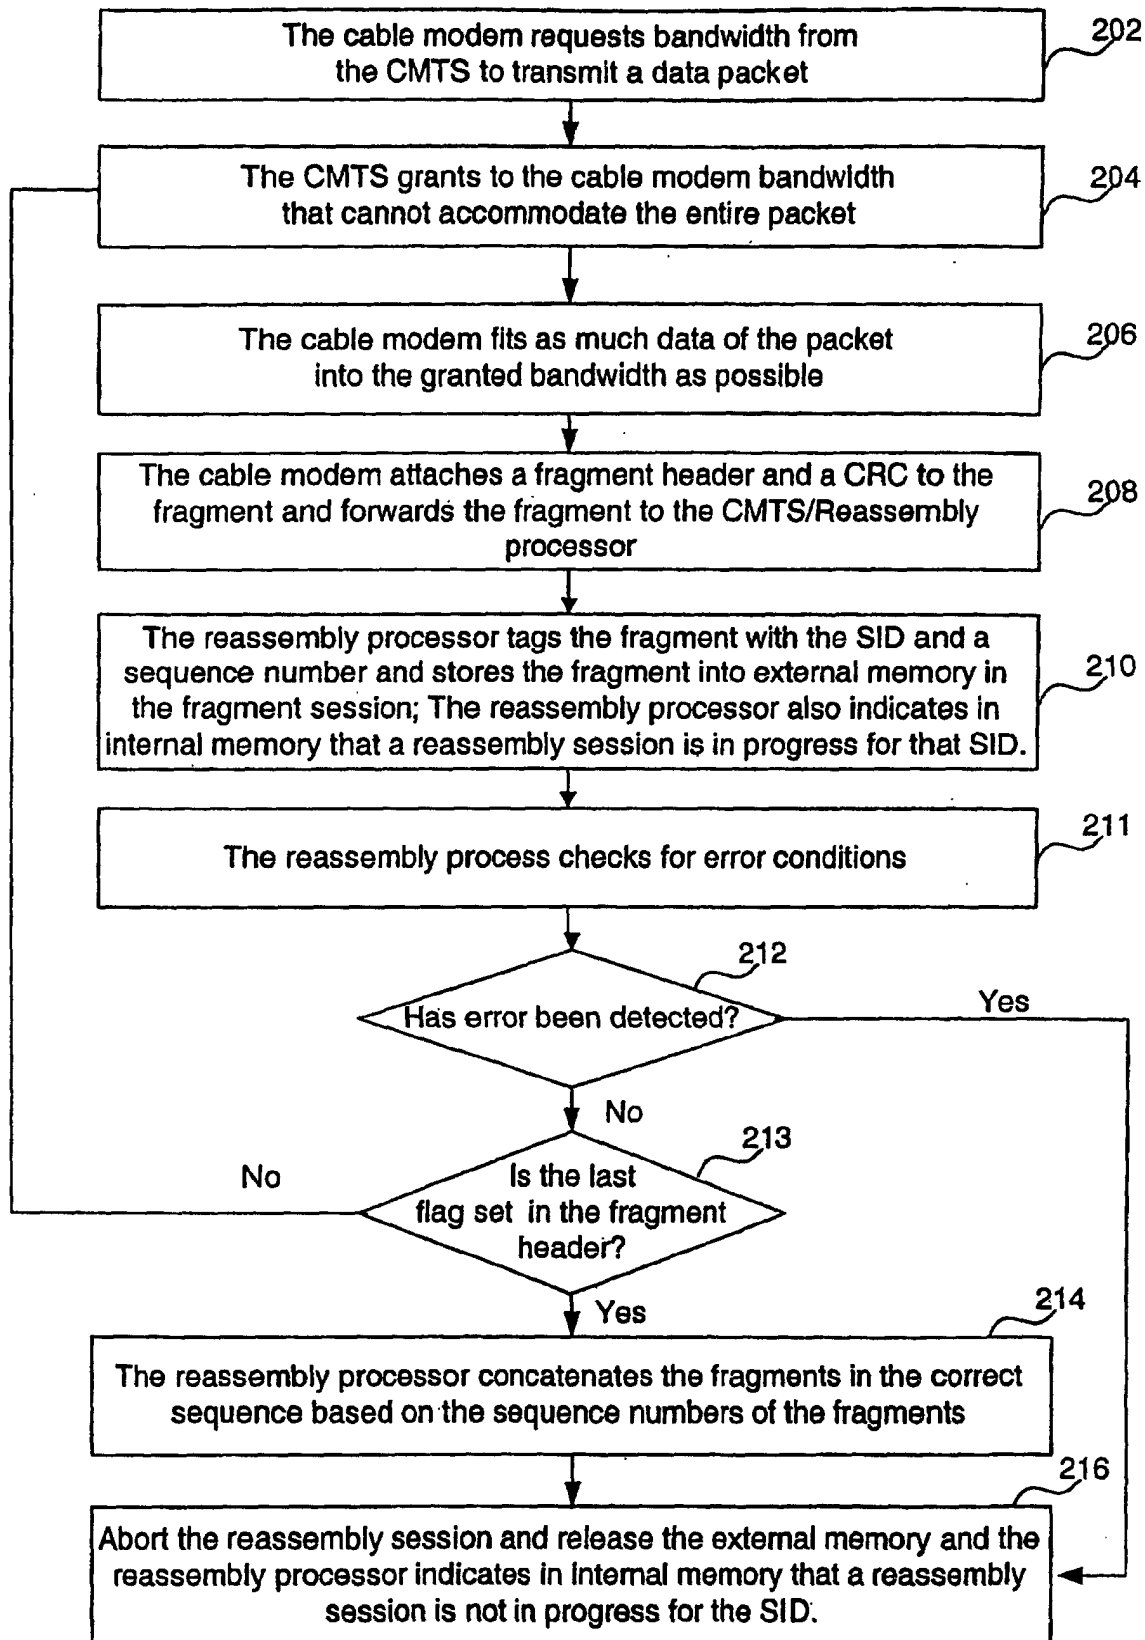 The cable modem requests bandwidth from
the CMTS to transmit a data packet
202
The CMTS grants to the cable modem bandwidth
that cannot accommodate the entire packet
204
The cable modem fits as much data of the packet
into the granted bandwidth as possible
206
The cable modem attaches a fragment header and a CRC to the
fragment and forwards the fragment to the CMTS/Reassembly
processor
208
The reassembly processor tags the fragment with the SID and a
sequence number and stores the fragment into external memory in
the fragment session; The reassembly processor also indicates in
internal memory that a reassembly session is in progress for that SID.
210
The reassembly process checks for error conditions
211
212
Has error been detected?
Yes
No
213
Is the last
flag set in the fragment
header?
No
Yes
214
The reassembly processor concatenates the fragments in the correct
sequence based on the sequence numbers of the fragments
216
Abort the reassembly session and release the external memory and the
reassembly processor indicates in internal memory that a reassembly
session is not in progress for the SID.